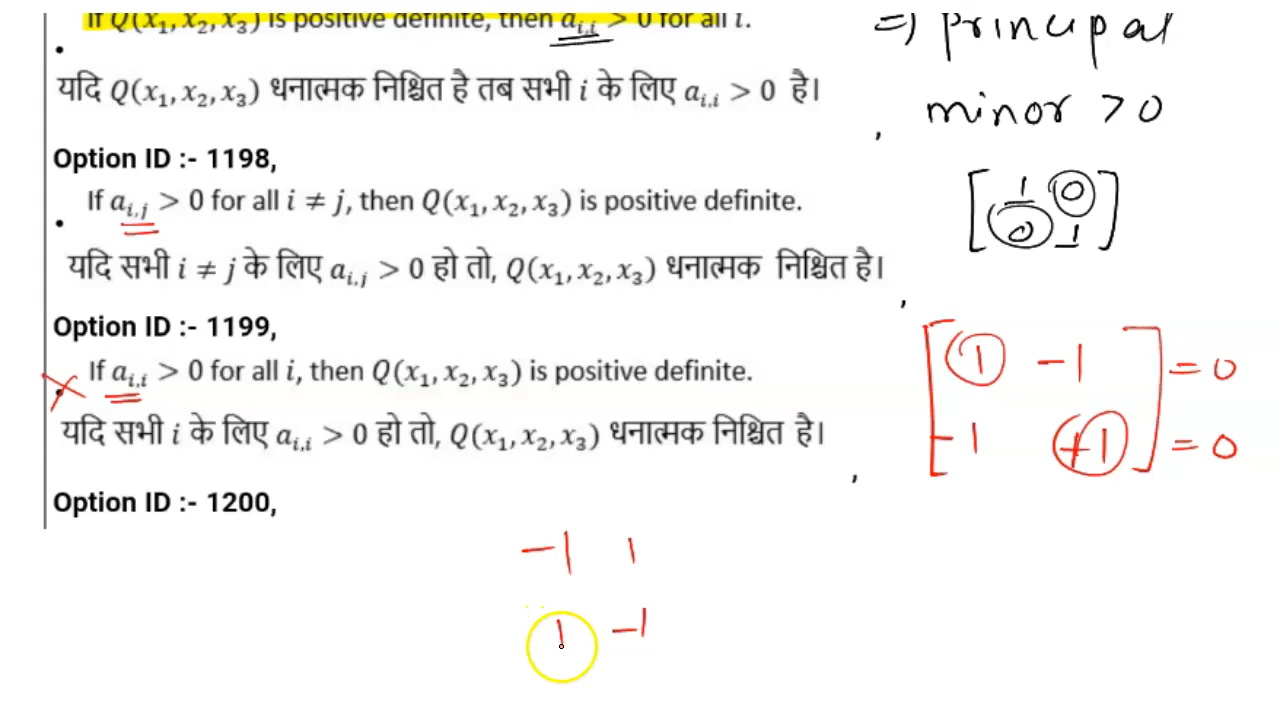 If Q(x₁, x₂, x₃) is positive definite, then aᵢ,ᵢ > 0 for all i.
यदि Q(x₁, x₂, x₃) धनात्मक निश्चित है तब सभी i के लिए aᵢ,ᵢ > 0 है।
,
Option ID :- 1198,
If aᵢ,ⱼ > 0 for all i ≠ j, then Q(x₁, x₂, x₃) is positive definite.
यदि सभी i ≠ j के लिए aᵢ,ⱼ > 0 हो तो, Q(x₁, x₂, x₃) धनात्मक निश्चित है।
,
Option ID :- 1199,
If aᵢ,ᵢ > 0 for all i, then Q(x₁, x₂, x₃) is positive definite.
यदि सभी i के लिए aᵢ,ᵢ > 0 हो तो, Q(x₁, x₂, x₃) धनात्मक निश्चित है।
,
Option ID :- 1200,
⇒ principal
minor > 0
[ 1 0
0 1 ]
[ 1 -1 ] = 0
[ -1 +1 ] = 0
-1 1
1 -1